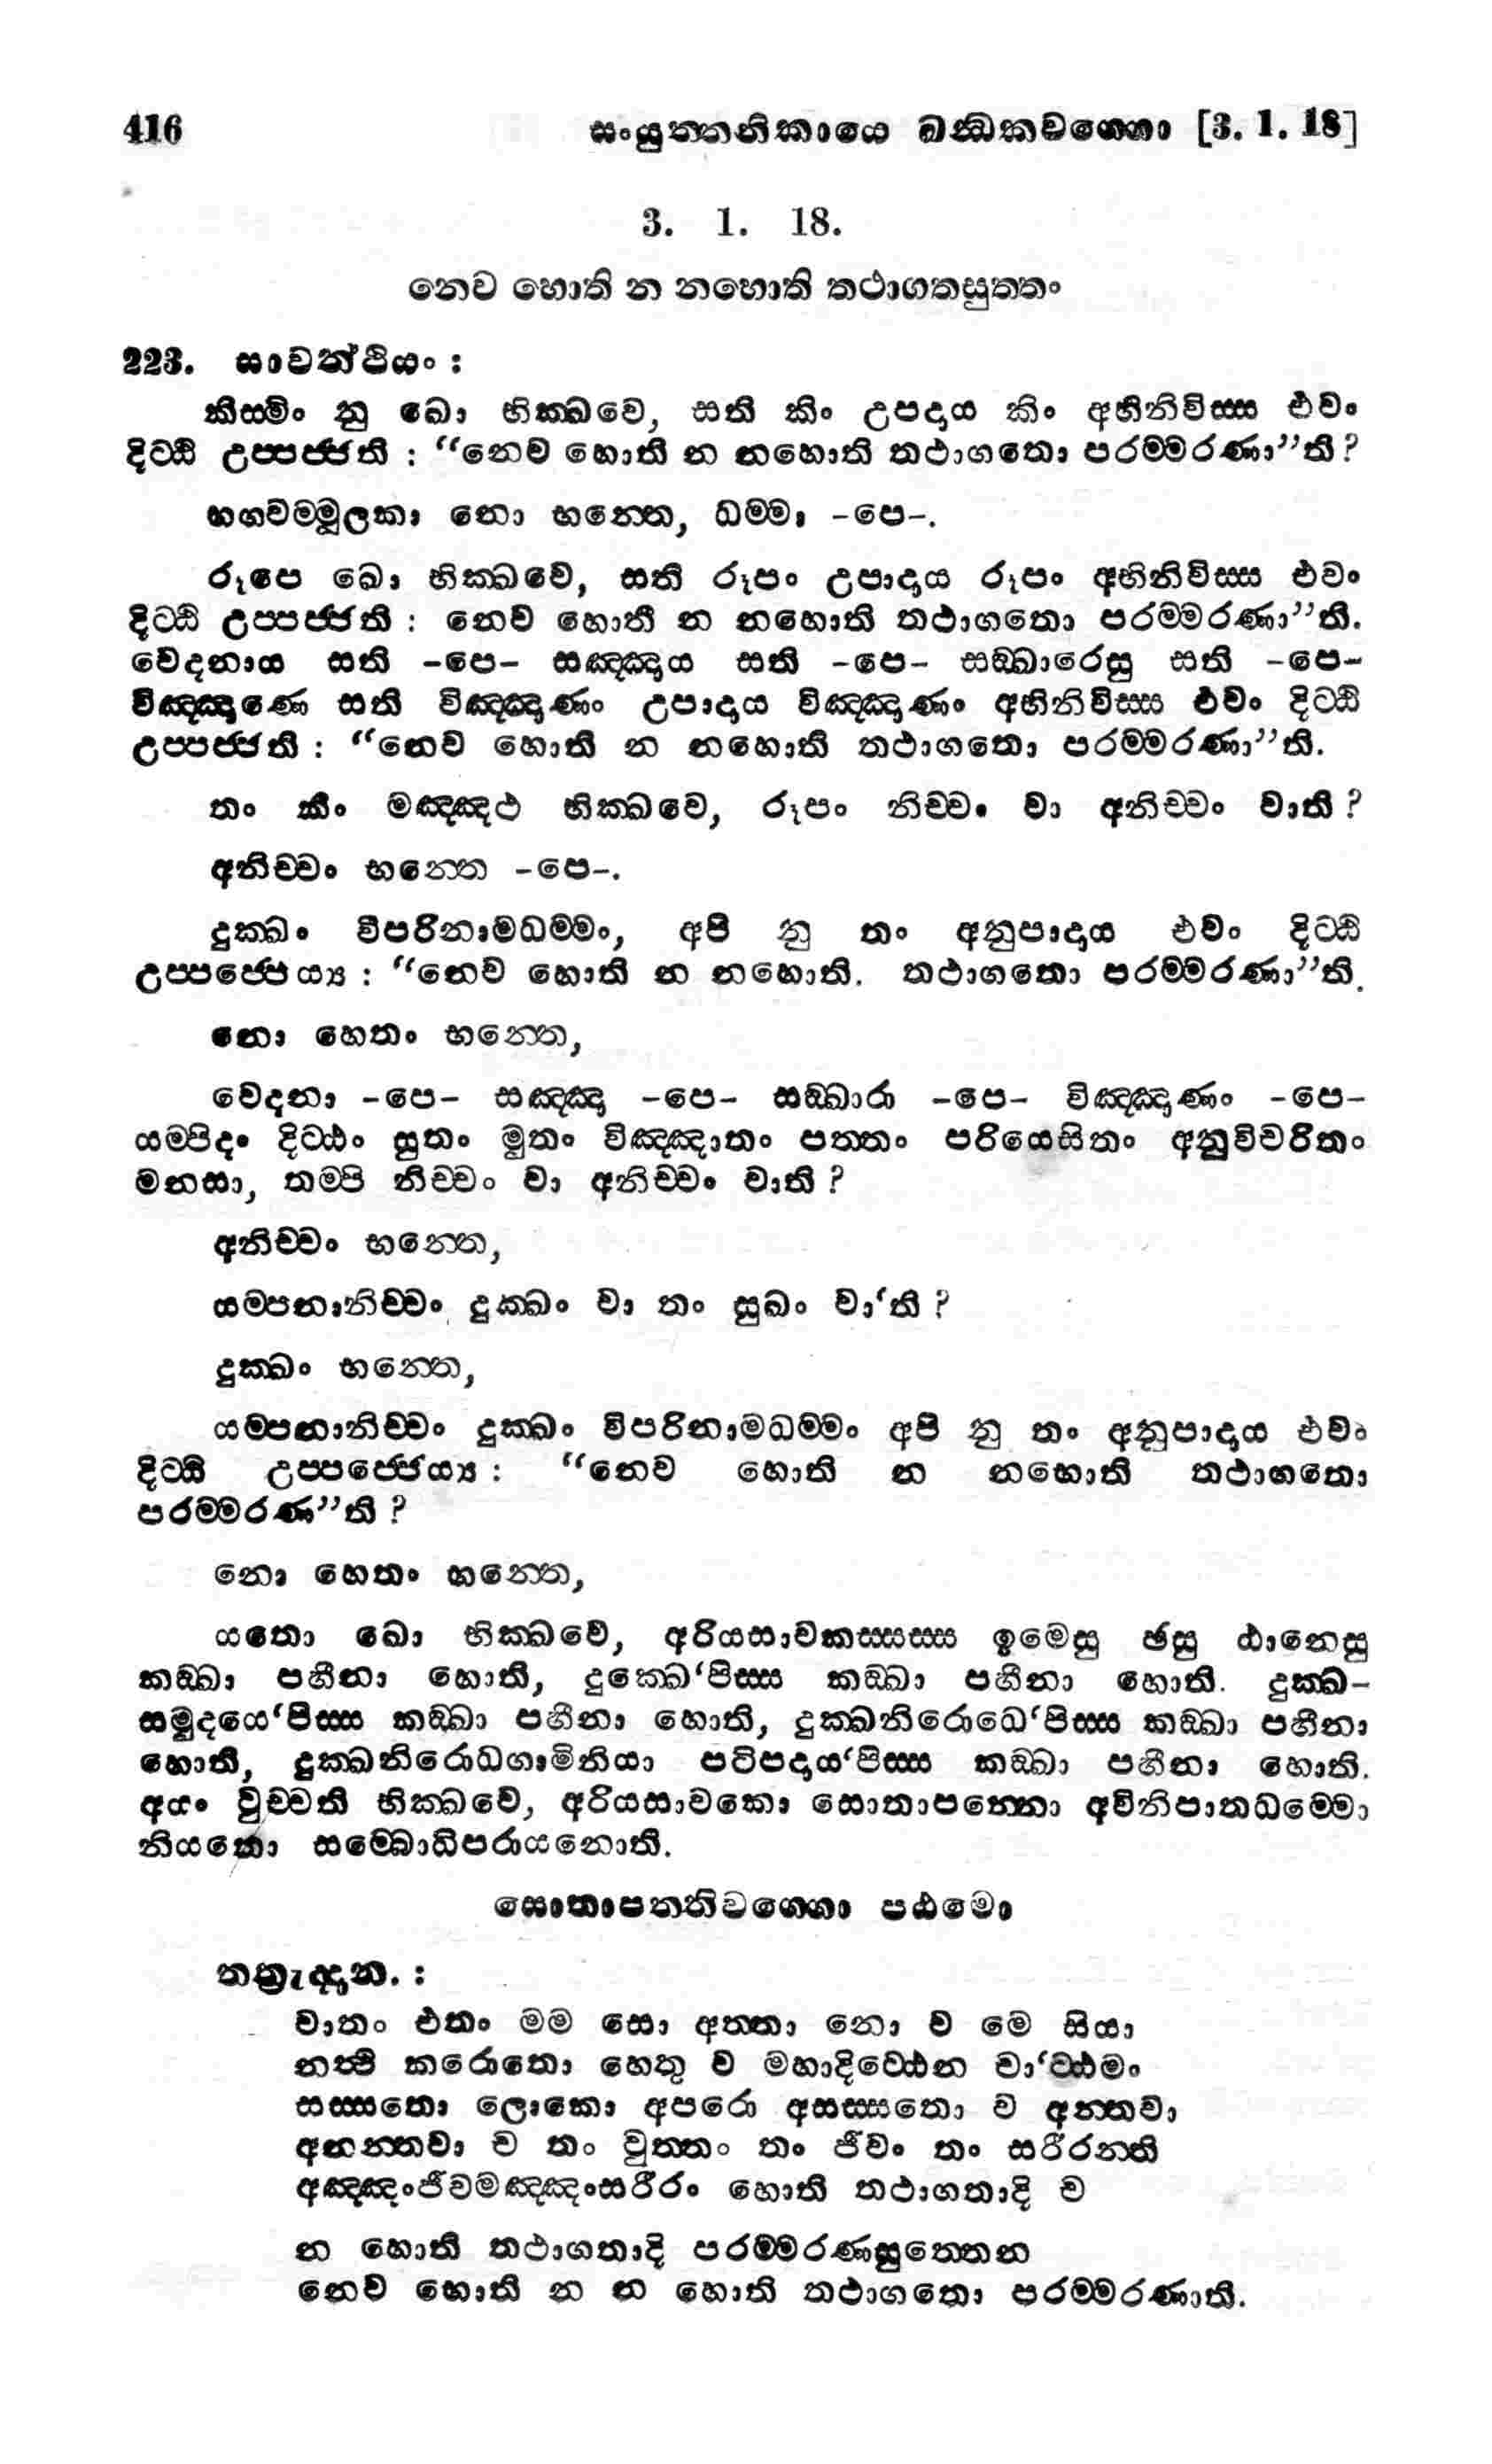 416 සංයුත්තනිකායෙ ඛන්ධකවග්ගො [3. 1. 18]
3. 1. 18.
නෙව හොති න නහොති තථාගතසුත්තං
223. සාවත්ථියං :
කිස්මිං නු ඛො භික්ඛවෙ, සති කිං උපදාය කිං අභිනිවිස්ස එවං
දිට්ඨි උප්පජ්ජති : “නෙව හොති න නහොති තථාගතො පරම්මරණා”ති?
භගවම්මූලකා නො භන්තෙ, ධම්මා -පෙ-.
රූපෙ ඛො භික්ඛවෙ, සති රූපං උපාදාය රූපං අභිනිවිස්ස එවං
දිට්ඨි උප්පජ්ජති : නෙව හොති න නහොති තථාගතො පරම්මරණා”ති.
වෙදනාය සති -පෙ- සඤ්ඤාය සති -පෙ- සඞ්ඛාරෙසු සති -පෙ-
විඤ්ඤාණෙ සති විඤ්ඤාණං උපාදාය විඤ්ඤාණං අභිනිවිස්ස එවං දිට්ඨි
උප්පජ්ජති : “නෙව හොති න නහොති තථාගතො පරම්මරණා”ති.
තං කිං මඤ්ඤථ භික්ඛවෙ, රූපං නිච්චං වා අනිච්චං වාති?
අනිච්චං භන්තෙ -පෙ-.
දුක්ඛං විපරිනාමධම්මං, අපි නු තං අනුපාදාය එවං දිට්ඨි
උප්පජ්ජෙය්‍ය : “නෙව හොති න නහොති. තථාගතො පරම්මරණා”ති.
නො හෙතං භන්තෙ,
වෙදනා -පෙ- සඤ්ඤා -පෙ- සඞ්ඛාරා -පෙ- විඤ්ඤාණං -පෙ-
යම්පිදං දිට්ඨං සුතං මුතං විඤ්ඤාතං පත්තං පරියෙසිතං අනුවිචරිතං
මනසා, තම්පි නිච්චං වා අනිච්චං වාති?
අනිච්චං භන්තෙ,
යම්පනානිච්චං දුක්ඛං වා තං සුඛං වා‘ති?
දුක්ඛං භන්තෙ,
යම්පනානිච්චං දුක්ඛං විපරිනාමධම්මං අපි නු තං අනුපාදාය එවං
දිට්ඨි උප්පජ්ජෙය්‍ය : “නෙව හොති න නහොති තථාගතො
පරම්මරණ”ති?
නො හෙතං භන්තෙ,
යතො ඛො භික්ඛවෙ, අරියසාවකස්සස්ස ඉමෙසු ඡසු ඨානෙසු
කඞ්ඛා පහීනා හොති, දුක්ඛෙ‘පිස්ස කඞ්ඛා පහීනා හොති. දුක්ඛ-
සමුදයෙ‘පිස්ස කඞ්ඛා පහීනා හොති, දුක්ඛනිරොධෙ‘පිස්ස කඞ්ඛා පහීනා
හොති, දුක්ඛනිරොධගාමිනියා පටිපදාය‘පිස්ස කඞ්ඛා පහීනා හොති.
අයං වුච්චති භික්ඛවෙ, අරියසාවකො සොතාපන්නො අවිනිපාතධම්මො
නියතො සම්බොධිපරායනොති.
සොතාපත්තිවග්ගො පඨමො
තත්‍රැද්දානං :
වාතං එතං මම සො අත්තා නො ච මෙ සියා
නත්ථි කරොතො හෙතු ච මහාදිට්ඨෙන චා‘ට්ඨමං
සස්සතො ලොකො අපරො අසස්සතො ච අන්තවා
අනන්තවා ච තං වුත්තං තං ජීවං තං සරීරන්ති
අඤ්ඤංජීවමඤ්ඤංසරීරං හොති තථාගතාදි ච
න හොති තථාගතාදි පරම්මරණසුත්තෙන
නෙව හොති න න හොති තථාගතො පරම්මරණාති.